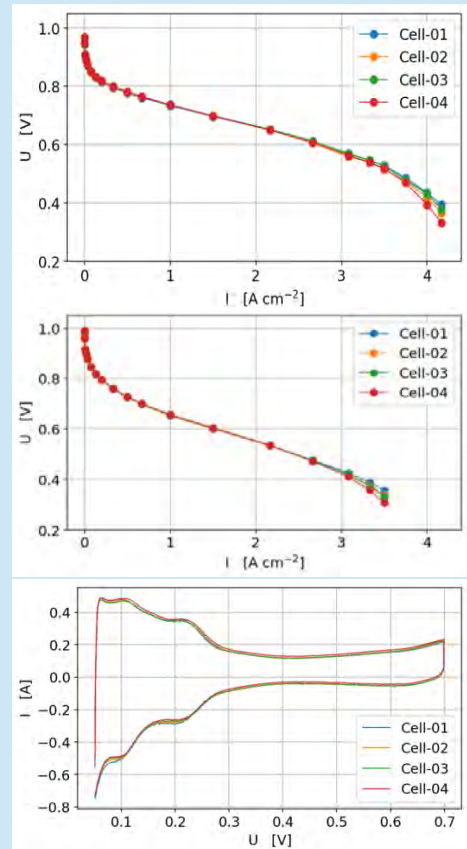 1.0
0.8
0.6
0.4
0.2
U [V]
Cell-01
Cell-02
Cell-03
Cell-04
0 1 2 3 4
I [A cm⁻²]
1.0
0.8
0.6
0.4
0.2
U [V]
Cell-01
Cell-02
Cell-03
Cell-04
0 1 2 3 4
I [A cm⁻²]
0.4
0.2
0.0
−0.2
−0.4
−0.6
−0.8
I [A]
Cell-01
Cell-02
Cell-03
Cell-04
0.1 0.2 0.3 0.4 0.5 0.6 0.7
U [V]